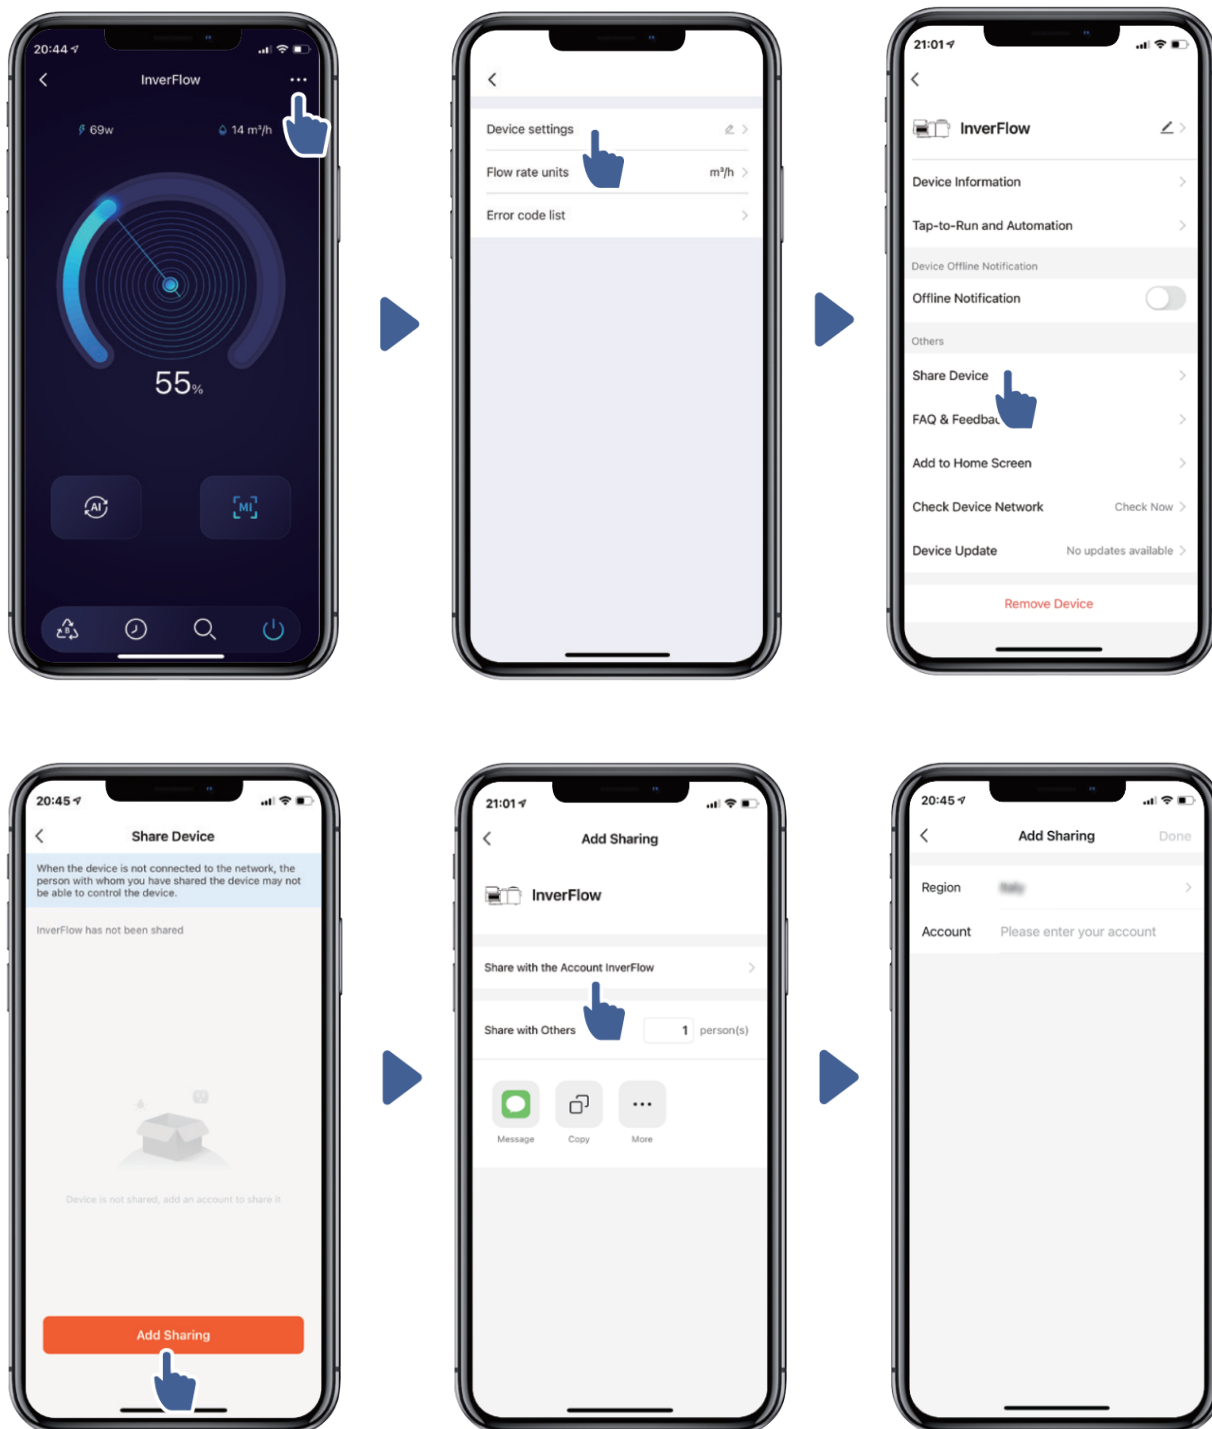 20:44
InverFlow
69w
14 m³/h
55%
AI
MI
B
Device settings
Flow rate units m³/h
Error code list
21:01
InverFlow
Device Information
Tap-to-Run and Automation
Device Offline Notification
Offline Notification
Others
Share Device
FAQ & Feedba
Add to Home Screen
Check Device Network Check Now
Device Update No updates available
Remove Device
20:45
Share Device
When the device is not connected to the network, the
person with whom you have shared the device may not
be able to control the device.
InverFlow has not been shared
Device is not shared, add an account to share it
Add Sharing
21:01
Add Sharing
InverFlow
Share with the Account InverFlow
Share with Others 1 person(s)
Message Copy More
20:45
Add Sharing Done
Region
Account Please enter your account